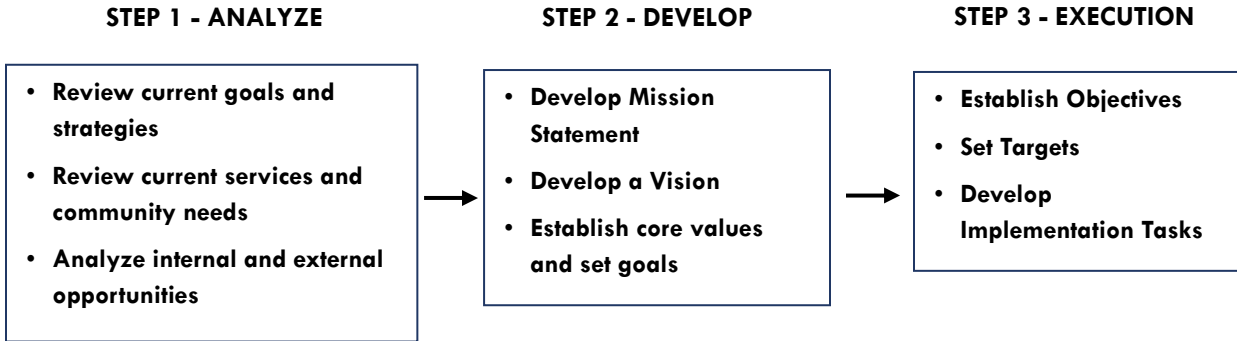 STEP 1 - ANALYZE
• Review current goals and
strategies
• Review current services and
community needs
• Analyze internal and external
opportunities
STEP 2 - DEVELOP
• Develop Mission
Statement
• Develop a Vision
• Establish core values
and set goals
STEP 3 - EXECUTION
• Establish Objectives
• Set Targets
• Develop
Implementation Tasks